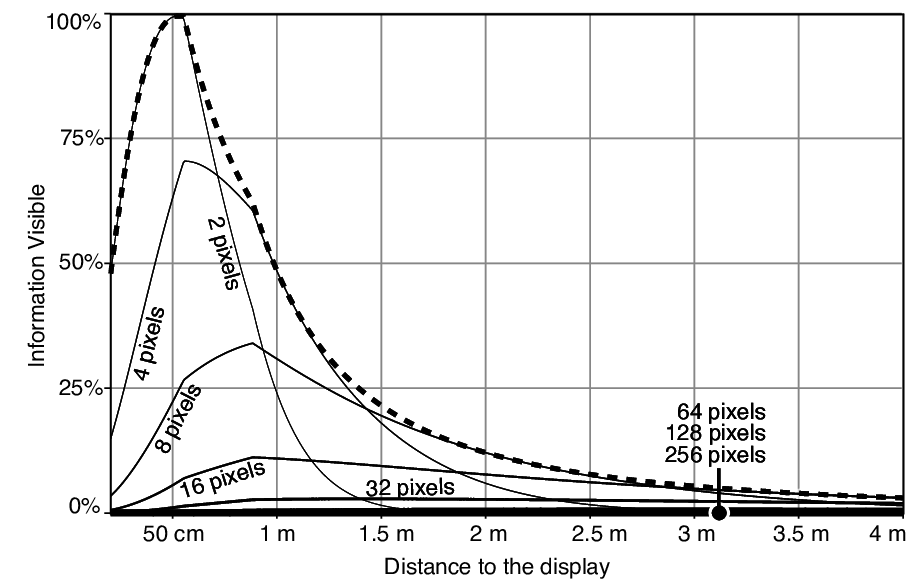 100%
75%
50%
25%
0%
Information Visible
2 pixels
4 pixels
8 pixels
16 pixels
32 pixels
64 pixels
128 pixels
256 pixels
50 cm
1 m
1.5 m
2 m
2.5 m
3 m
3.5 m
4 m
Distance to the display